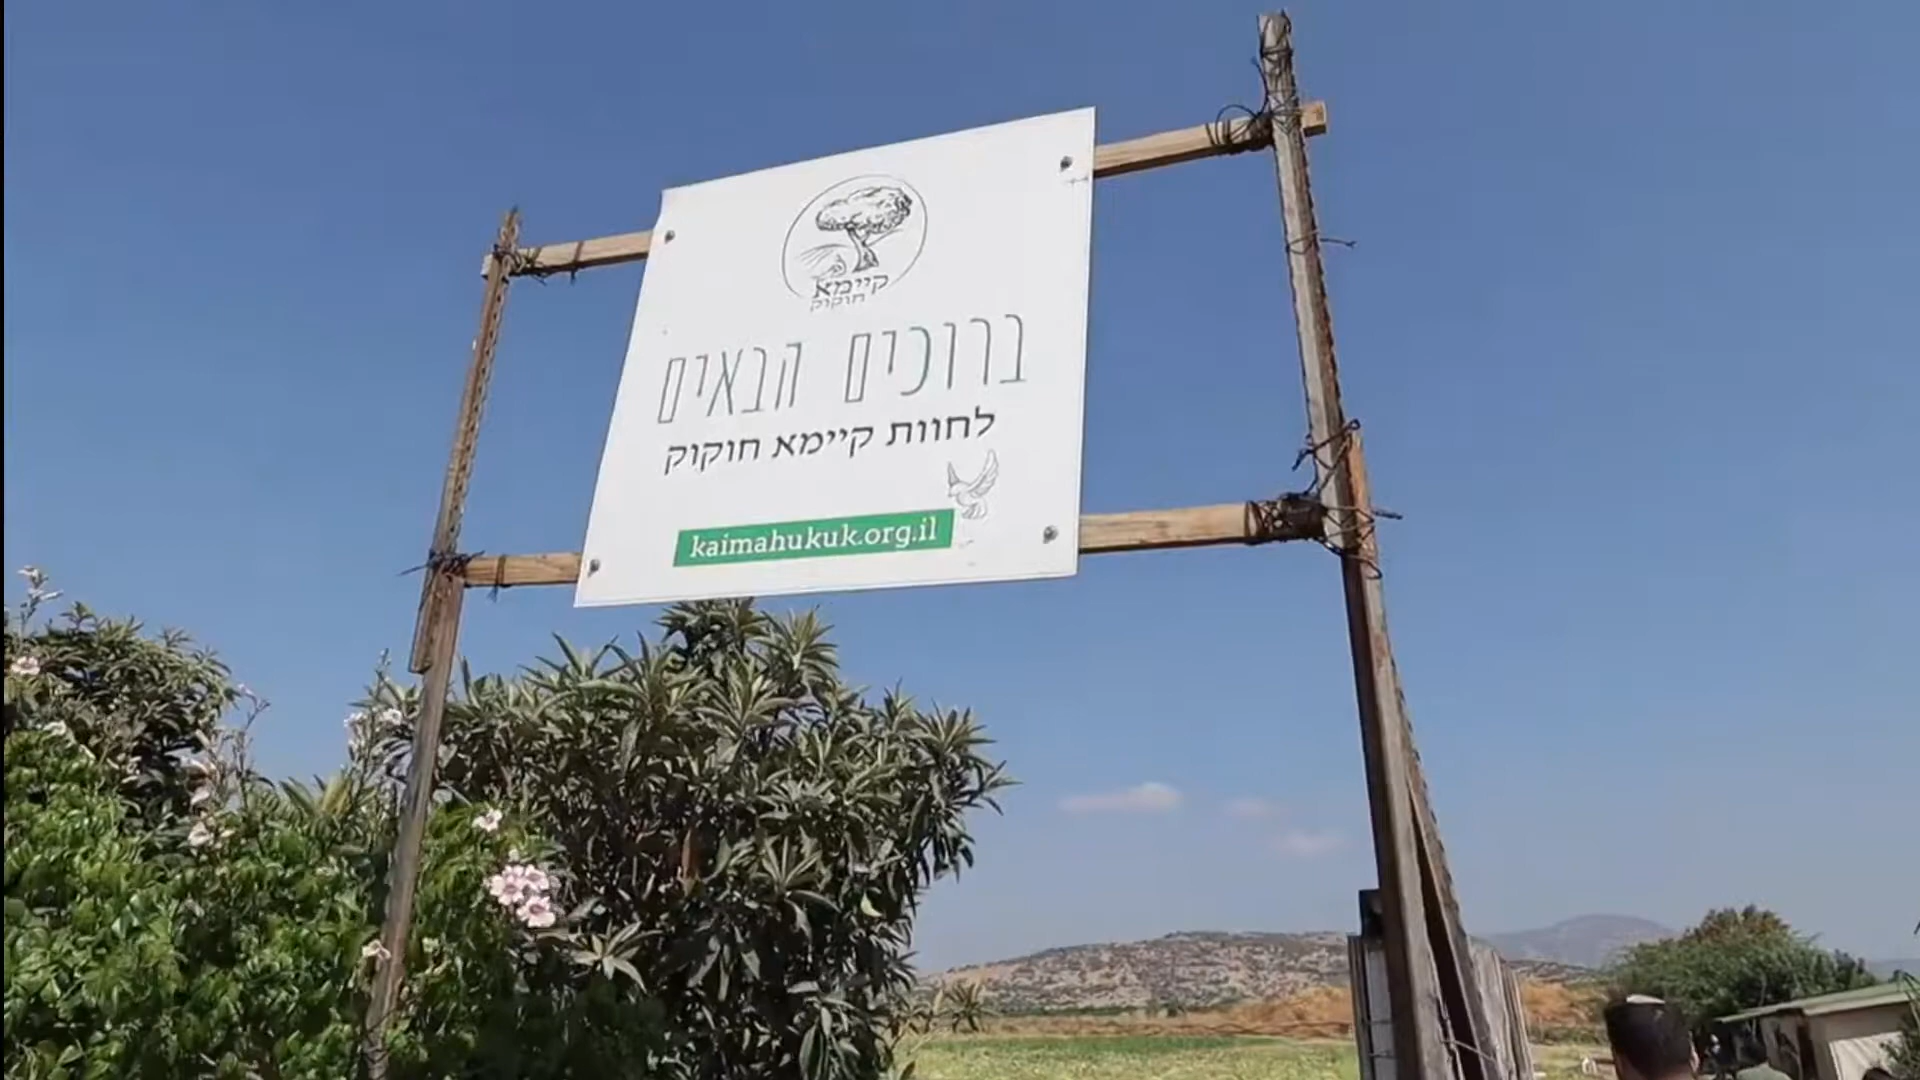 קיימא
חוקוק
ברוכים הבאים
לחוות קיימא חוקוק
kaimahukuk.org.il